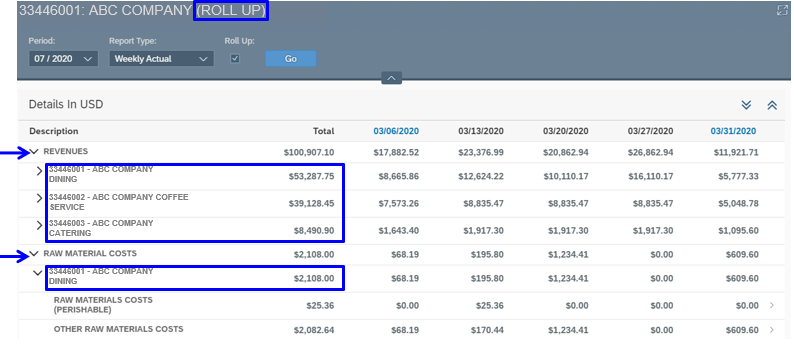 33446001: ABC COMPANY (ROLL UP)
Period: Report Type: Roll Up:
07 / 2020 Weekly Actual Go
Details In USD
Description Total 03/06/2020 03/13/2020 03/20/2020 03/27/2020 03/31/2020
REVENUES $100,907.10 $17,882.52 $23,376.99 $20,862.94 $26,862.94 $11,921.71
33446001 - ABC COMPANY
DINING $53,287.75 $8,665.86 $12,624.22 $10,110.17 $16,110.17 $5,777.33
33446002 - ABC COMPANY COFFEE
SERVICE $39,128.45 $7,573.26 $8,835.47 $8,835.47 $8,835.47 $5,048.78
33446003 - ABC COMPANY
CATERING $8,490.90 $1,643.40 $1,917.30 $1,917.30 $1,917.30 $1,095.60
RAW MATERIAL COSTS $2,108.00 $68.19 $195.80 $1,234.41 $0.00 $609.60
33446001 - ABC COMPANY
DINING $2,108.00 $68.19 $195.80 $1,234.41 $0.00 $609.60
RAW MATERIALS COSTS
(PERISHABLE) $25.36 $0.00 $25.36 $0.00 $0.00 $0.00
OTHER RAW MATERIALS COSTS $2,082.64 $68.19 $170.44 $1,234.41 $0.00 $609.60